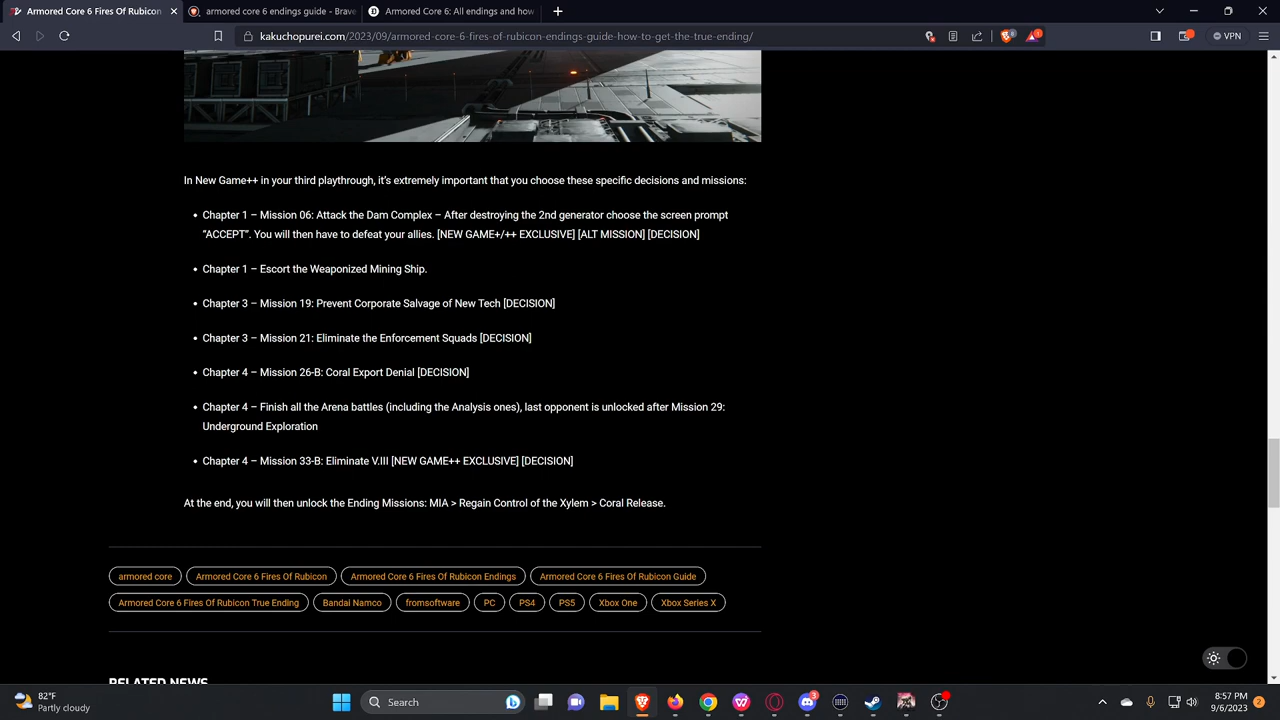 Armored Core 6 Fires Of Rubicon
armored core 6 endings guide - Brave
Armored Core 6: All endings and how
kakuchopurei.com/2023/09/armored-core-6-fires-of-rubicon-endings-guide-how-to-get-the-true-ending/
8
1
VPN
In New Game++ in your third playthrough, it's extremely important that you choose these specific decisions and missions:
• Chapter 1 – Mission 06: Attack the Dam Complex – After destroying the 2nd generator choose the screen prompt
“ACCEPT”. You will then have to defeat your allies. [NEW GAME+/++ EXCLUSIVE] [ALT MISSION] [DECISION]
• Chapter 1 – Escort the Weaponized Mining Ship.
• Chapter 3 – Mission 19: Prevent Corporate Salvage of New Tech [DECISION]
• Chapter 3 – Mission 21: Eliminate the Enforcement Squads [DECISION]
• Chapter 4 – Mission 26-B: Coral Export Denial [DECISION]
• Chapter 4 – Finish all the Arena battles (including the Analysis ones), last opponent is unlocked after Mission 29:
Underground Exploration
• Chapter 4 – Mission 33-B: Eliminate V.III [NEW GAME++ EXCLUSIVE] [DECISION]
At the end, you will then unlock the Ending Missions: MIA > Regain Control of the Xylem > Coral Release.
armored core
Armored Core 6 Fires Of Rubicon
Armored Core 6 Fires Of Rubicon Endings
Armored Core 6 Fires Of Rubicon Guide
Armored Core 6 Fires Of Rubicon True Ending
Bandai Namco
fromsoftware
PC
PS4
PS5
Xbox One
Xbox Series X
RELATED NEWS
82°F
Partly cloudy
Search
3
8:57 PM
9/6/2023
2